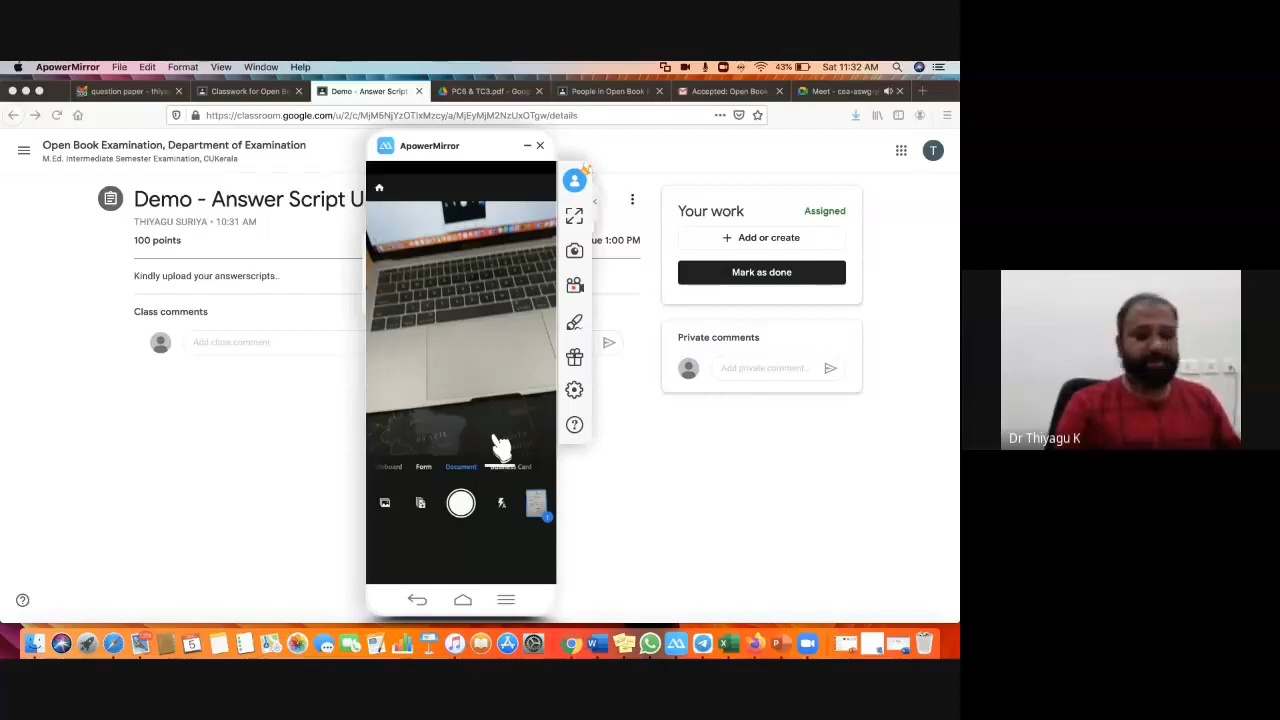 ApowerMirror File Edit Format View Window Help 43% Sat 11:32 AM
question paper - thiya Classwork for Open Bo Demo - Answer Script PC6 & TC3.pdf - Goog People in Open Book Accepted: Open Book Meet - cea-aswg-
https://classroom.google.com/u/2/c/MjM5NjYzOTIxMzcy/a/MjEyMjM2NzUxOTgw/details
Open Book Examination, Department of Examination
M.Ed. Intermediate Semester Examination, CUKerala
T
ApowerMirror
Demo - Answer Script U
THIYAGU SURIYA • 10:31 AM
100 points
ue 1:00 PM
Kindly upload your answerscripts..
Class comments
Add class comment
Your work Assigned
+ Add or create
Mark as done
Private comments
Add private comment...
Form Document Card
Dr Thiyagu K